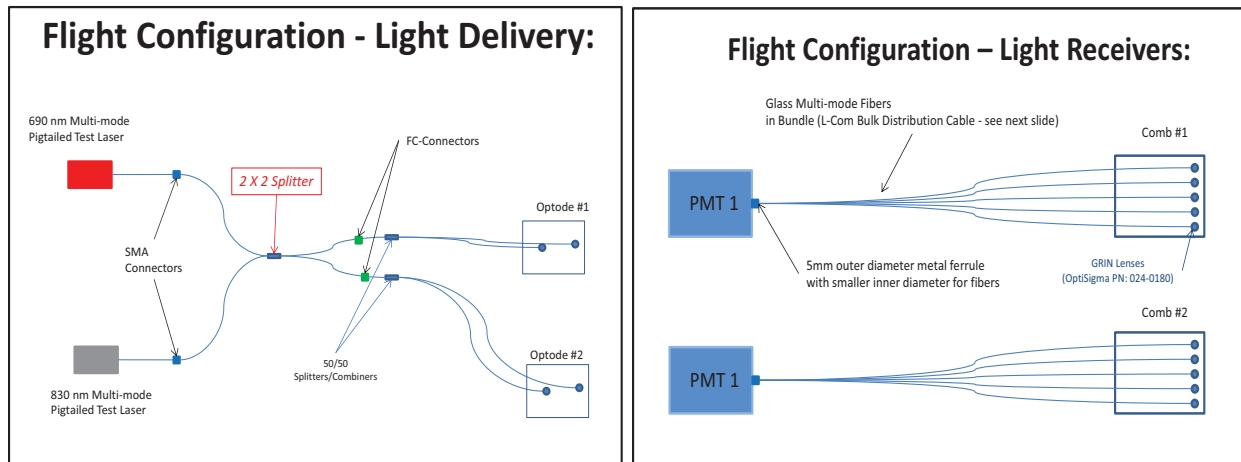 Flight Configuration - Light Delivery:
690 nm Multi-mode
Pigtailed Test Laser
FC-Connectors
2 X 2 Splitter
Optode #1
SMA
Connectors
50/50
Splitters/Combiners
Optode #2
830 nm Multi-mode
Pigtailed Test Laser
Flight Configuration – Light Receivers:
Glass Multi-mode Fibers
in Bundle (L-Com Bulk Distribution Cable - see next slide)
Comb #1
PMT 1
5mm outer diameter metal ferrule
with smaller inner diameter for fibers
GRIN Lenses
(OptiSigma PN: 024-0180)
Comb #2
PMT 1